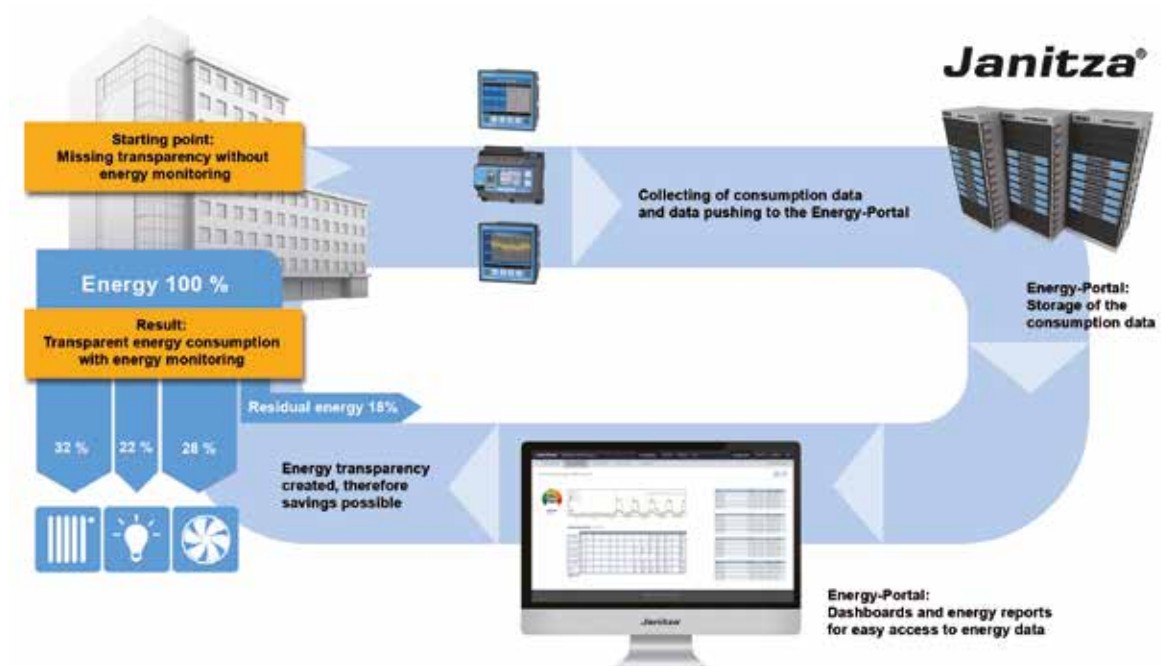 Janitza®
Starting point:
Missing transparency without
energy monitoring
Collecting of consumption data
and data pushing to the Energy-Portal
Energy 100 %
Energy-Portal:
Storage of the
consumption data
Result:
Transparent energy consumption
with energy monitoring
Residual energy 18%
32 %
22 %
28 %
Energy transparency
created, therefore
savings possible
Janitza
Energy-Portal:
Dashboards and energy reports
for easy access to energy data